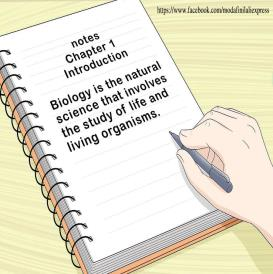 https://www.facebook.com/modafinilaliexpress
notes
Chapter 1
Introduction
Biology is the natural
science that involves
the study of life and
living organisms.